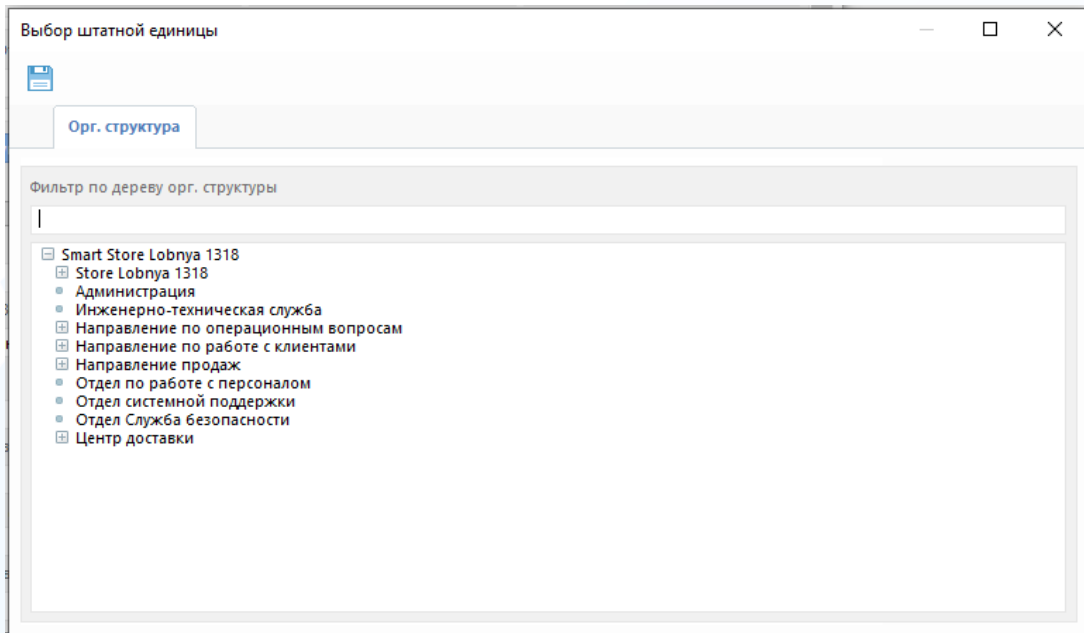 Выбор штатной единицы
Орг. структура
Фильтр по дереву орг. структуры
Smart Store Lobnya 1318
Store Lobnya 1318
Администрация
Инженерно-техническая служба
Направление по операционным вопросам
Направление по работе с клиентами
Направление продаж
Отдел по работе с персоналом
Отдел системной поддержки
Отдел Служба безопасности
Центр доставки